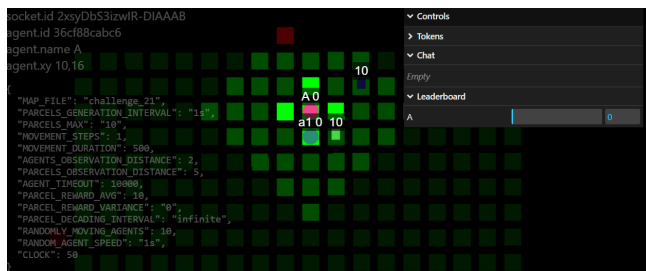 socket.id 2xsyDbS3izwIR-DIAAAB
agent.id 36cf88cabc6
agent.name A
agent.xy 10,16
{
"MAP_FILE": "challenge_21",
"PARCELS_GENERATION_INTERVAL": "1s",
"PARCELS_MAX": "10",
"MOVEMENT_STEPS": 1,
"MOVEMENT_DURATION": 500,
"AGENTS_OBSERVATION_DISTANCE": 2,
"PARCELS_OBSERVATION_DISTANCE": 5,
"AGENT_TIMEOUT": 10000,
"PARCEL_REWARD_AVG": 10,
"PARCEL_REWARD_VARIANCE": "0",
"PARCEL_DECADING_INTERVAL": "infinite",
"RANDOMLY_MOVING_AGENTS": 10,
"RANDOM_AGENT_SPEED": "1s",
"CLOCK": 50
}
10
A 0
a1 0 10
Controls
Tokens
Chat
Empty
Leaderboard
A 0